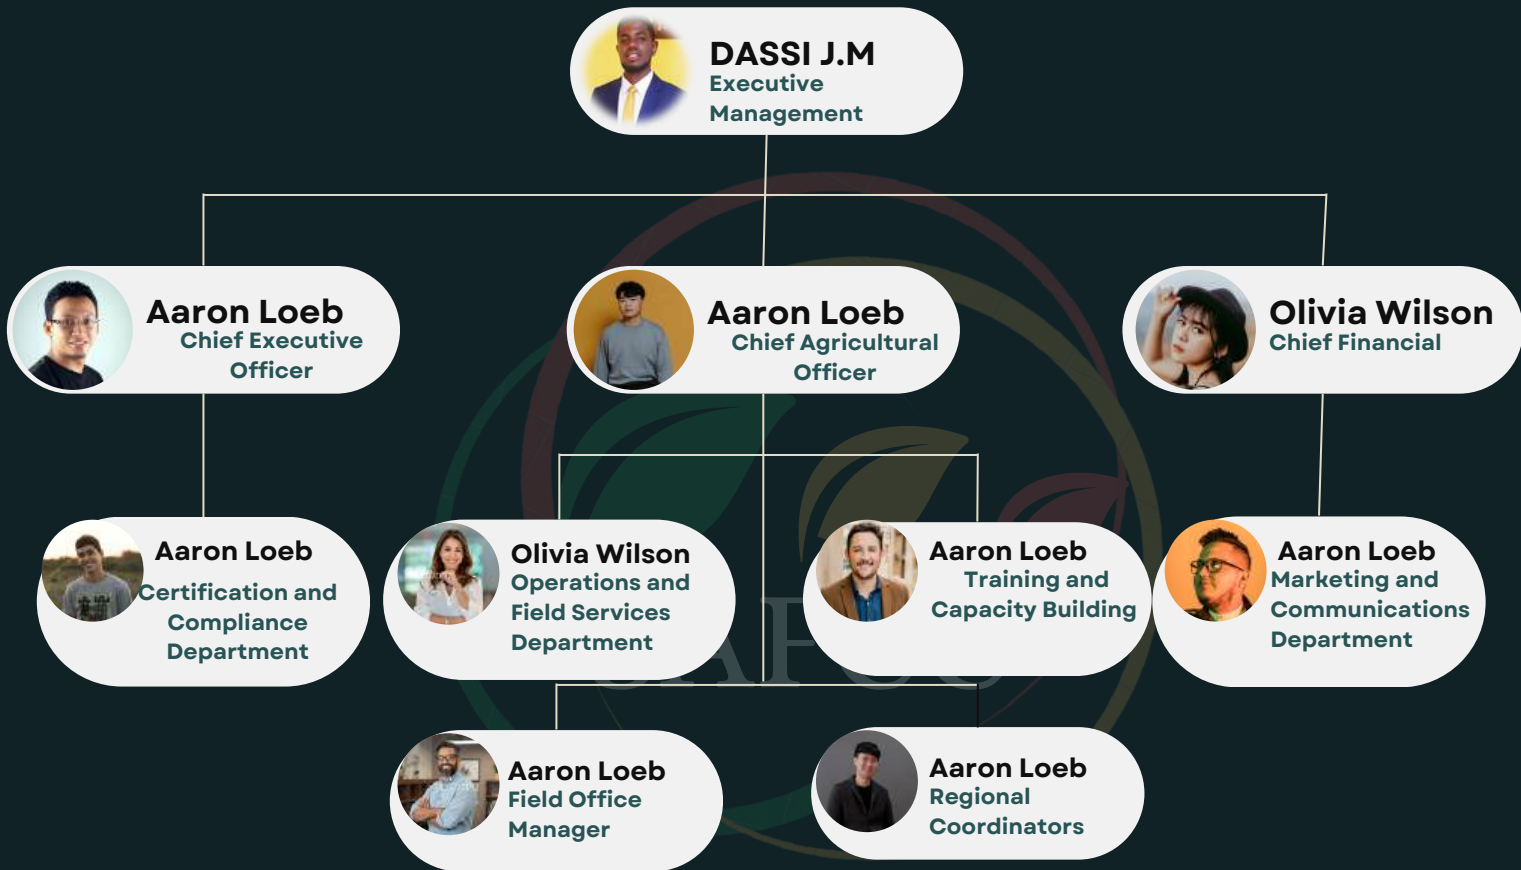 DASSI J.M
Executive
Management
Aaron Loeb
Chief Executive
Officer
Aaron Loeb
Chief Agricultural
Officer
Olivia Wilson
Chief Financial
Aaron Loeb
Certification and
Compliance
Department
Olivia Wilson
Operations and
Field Services
Department
Aaron Loeb
Training and
Capacity Building
Aaron Loeb
Marketing and
Communications
Department
Aaron Loeb
Field Office
Manager
Aaron Loeb
Regional
Coordinators